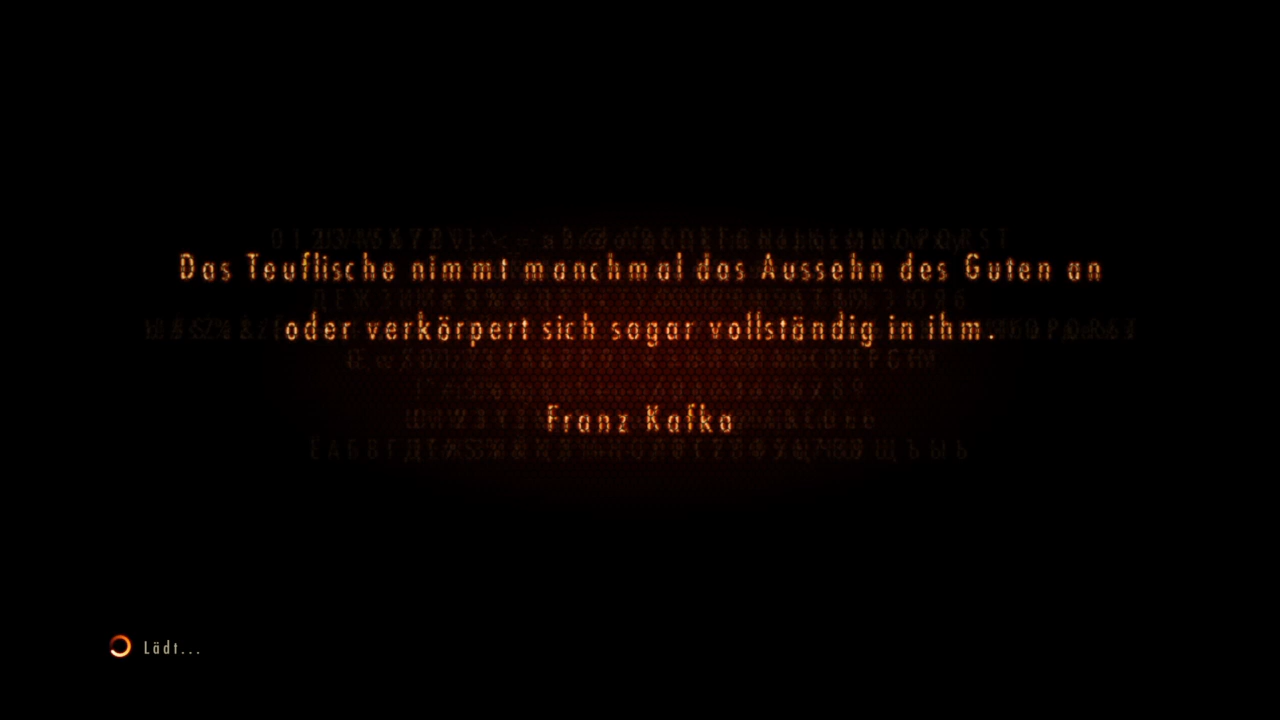 Das Teuflische nimmt manchmal das Aussehn des Guten an
oder verkörpert sich sogar vollständig in ihm.
Franz Kafka
Lädt...